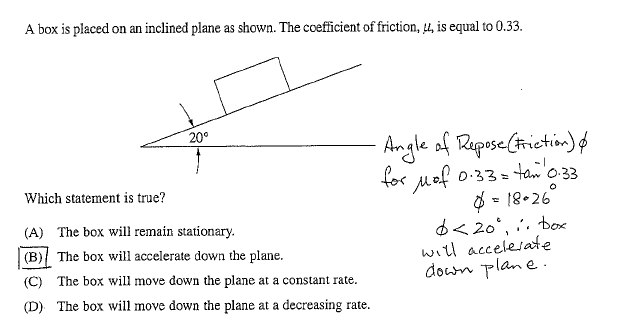 A box is placed on an inclined plane as shown. The coefficient of friction, μ, is equal to 0.33.
20°
Angle of Repose(Friction) φ
for μ of 0.33 = tan⁻¹ 0.33
φ = 18.26°
φ < 20°, ∴ box
will accelerate
down plane.
Which statement is true?
(A) The box will remain stationary.
(B) The box will accelerate down the plane.
(C) The box will move down the plane at a constant rate.
(D) The box will move down the plane at a decreasing rate.